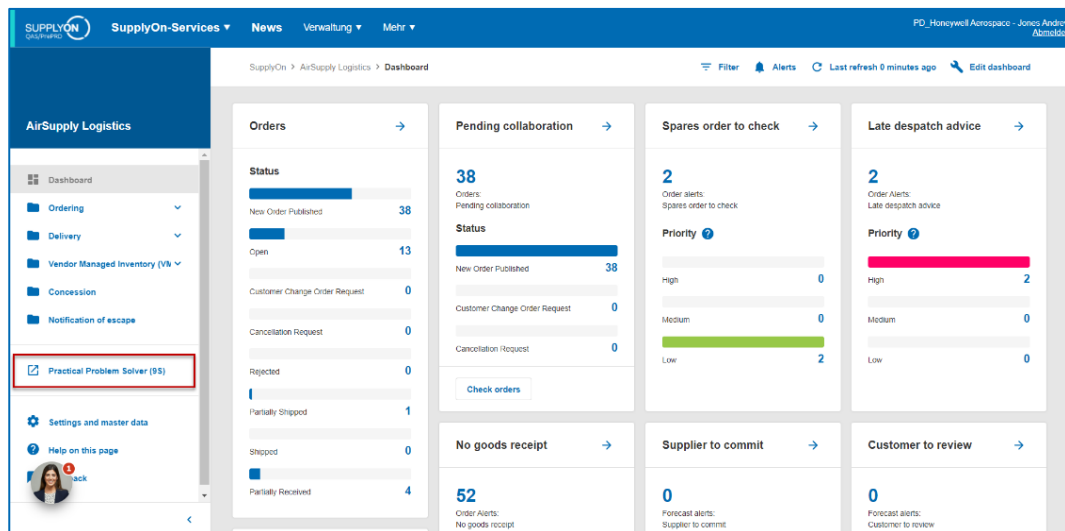 SUPPLYON
QAS/PrePRO
SupplyOn-Services
News
Verwaltung
Mehr
PD_Honeywell Aerospace - Jones Andrew
Abmelde
SupplyOn > AirSupply Logistics > Dashboard
Filter
Alerts
Last refresh 0 minutes ago
Edit dashboard
AirSupply Logistics
Dashboard
Ordering
Delivery
Vendor Managed Inventory (VM
Concession
Notification of escape
Practical Problem Solver (9S)
Settings and master data
Help on this page
1
ack
Orders
Status
New Order Published 38
Open 13
Customer Change Order Request 0
Cancellation Request 0
Rejected 0
Partially Shipped 1
Shipped 0
Partially Received 4
Pending collaboration
38
Orders:
Pending collaboration
Status
New Order Published 38
Customer Change Order Request 0
Cancellation Request 0
Check orders
Spares order to check
2
Order alerts:
Spares order to check
Priority ?
High 0
Medium 0
Low 2
Late despatch advice
2
Order Alerts:
Late despatch advice
Priority ?
High 2
Medium 0
Low 0
No goods receipt
52
Order Alerts:
No goods receipt
Supplier to commit
0
Forecast alerts:
Supplier to commit
Customer to review
0
Forecast alerts:
Customer to review